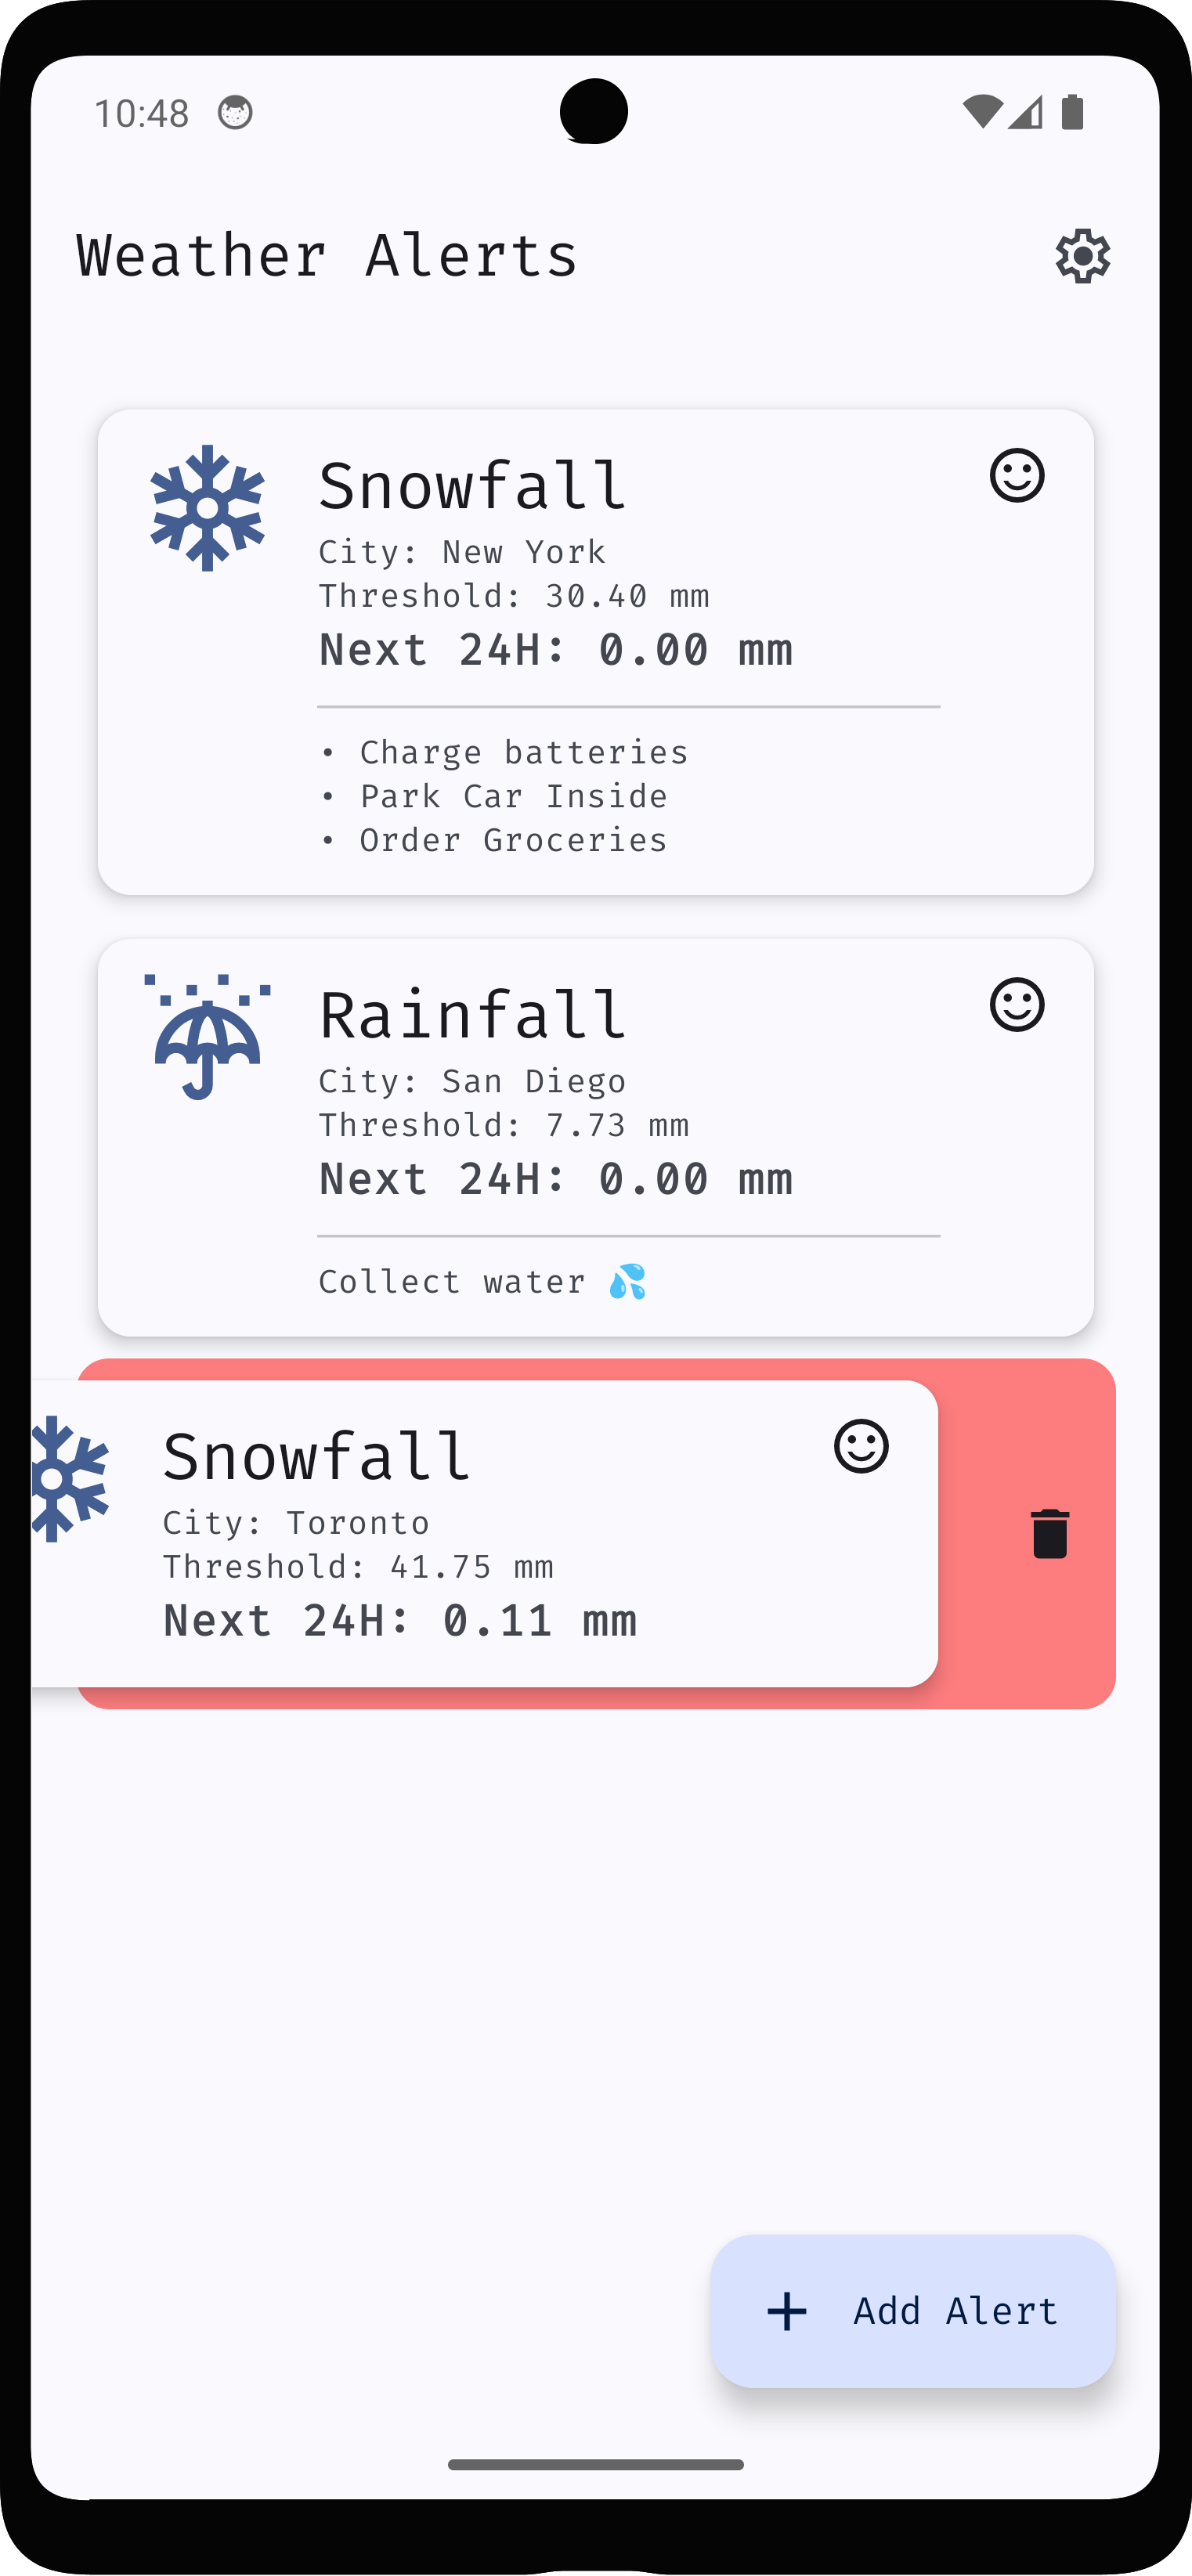 10:48
Weather Alerts
Snowfall
City: New York
Threshold: 30.40 mm
Next 24H: 0.00 mm
• Charge batteries
• Park Car Inside
• Order Groceries
Rainfall
City: San Diego
Threshold: 7.73 mm
Next 24H: 0.00 mm
Collect water 💦
Snowfall
City: Toronto
Threshold: 41.75 mm
Next 24H: 0.11 mm
+ Add Alert